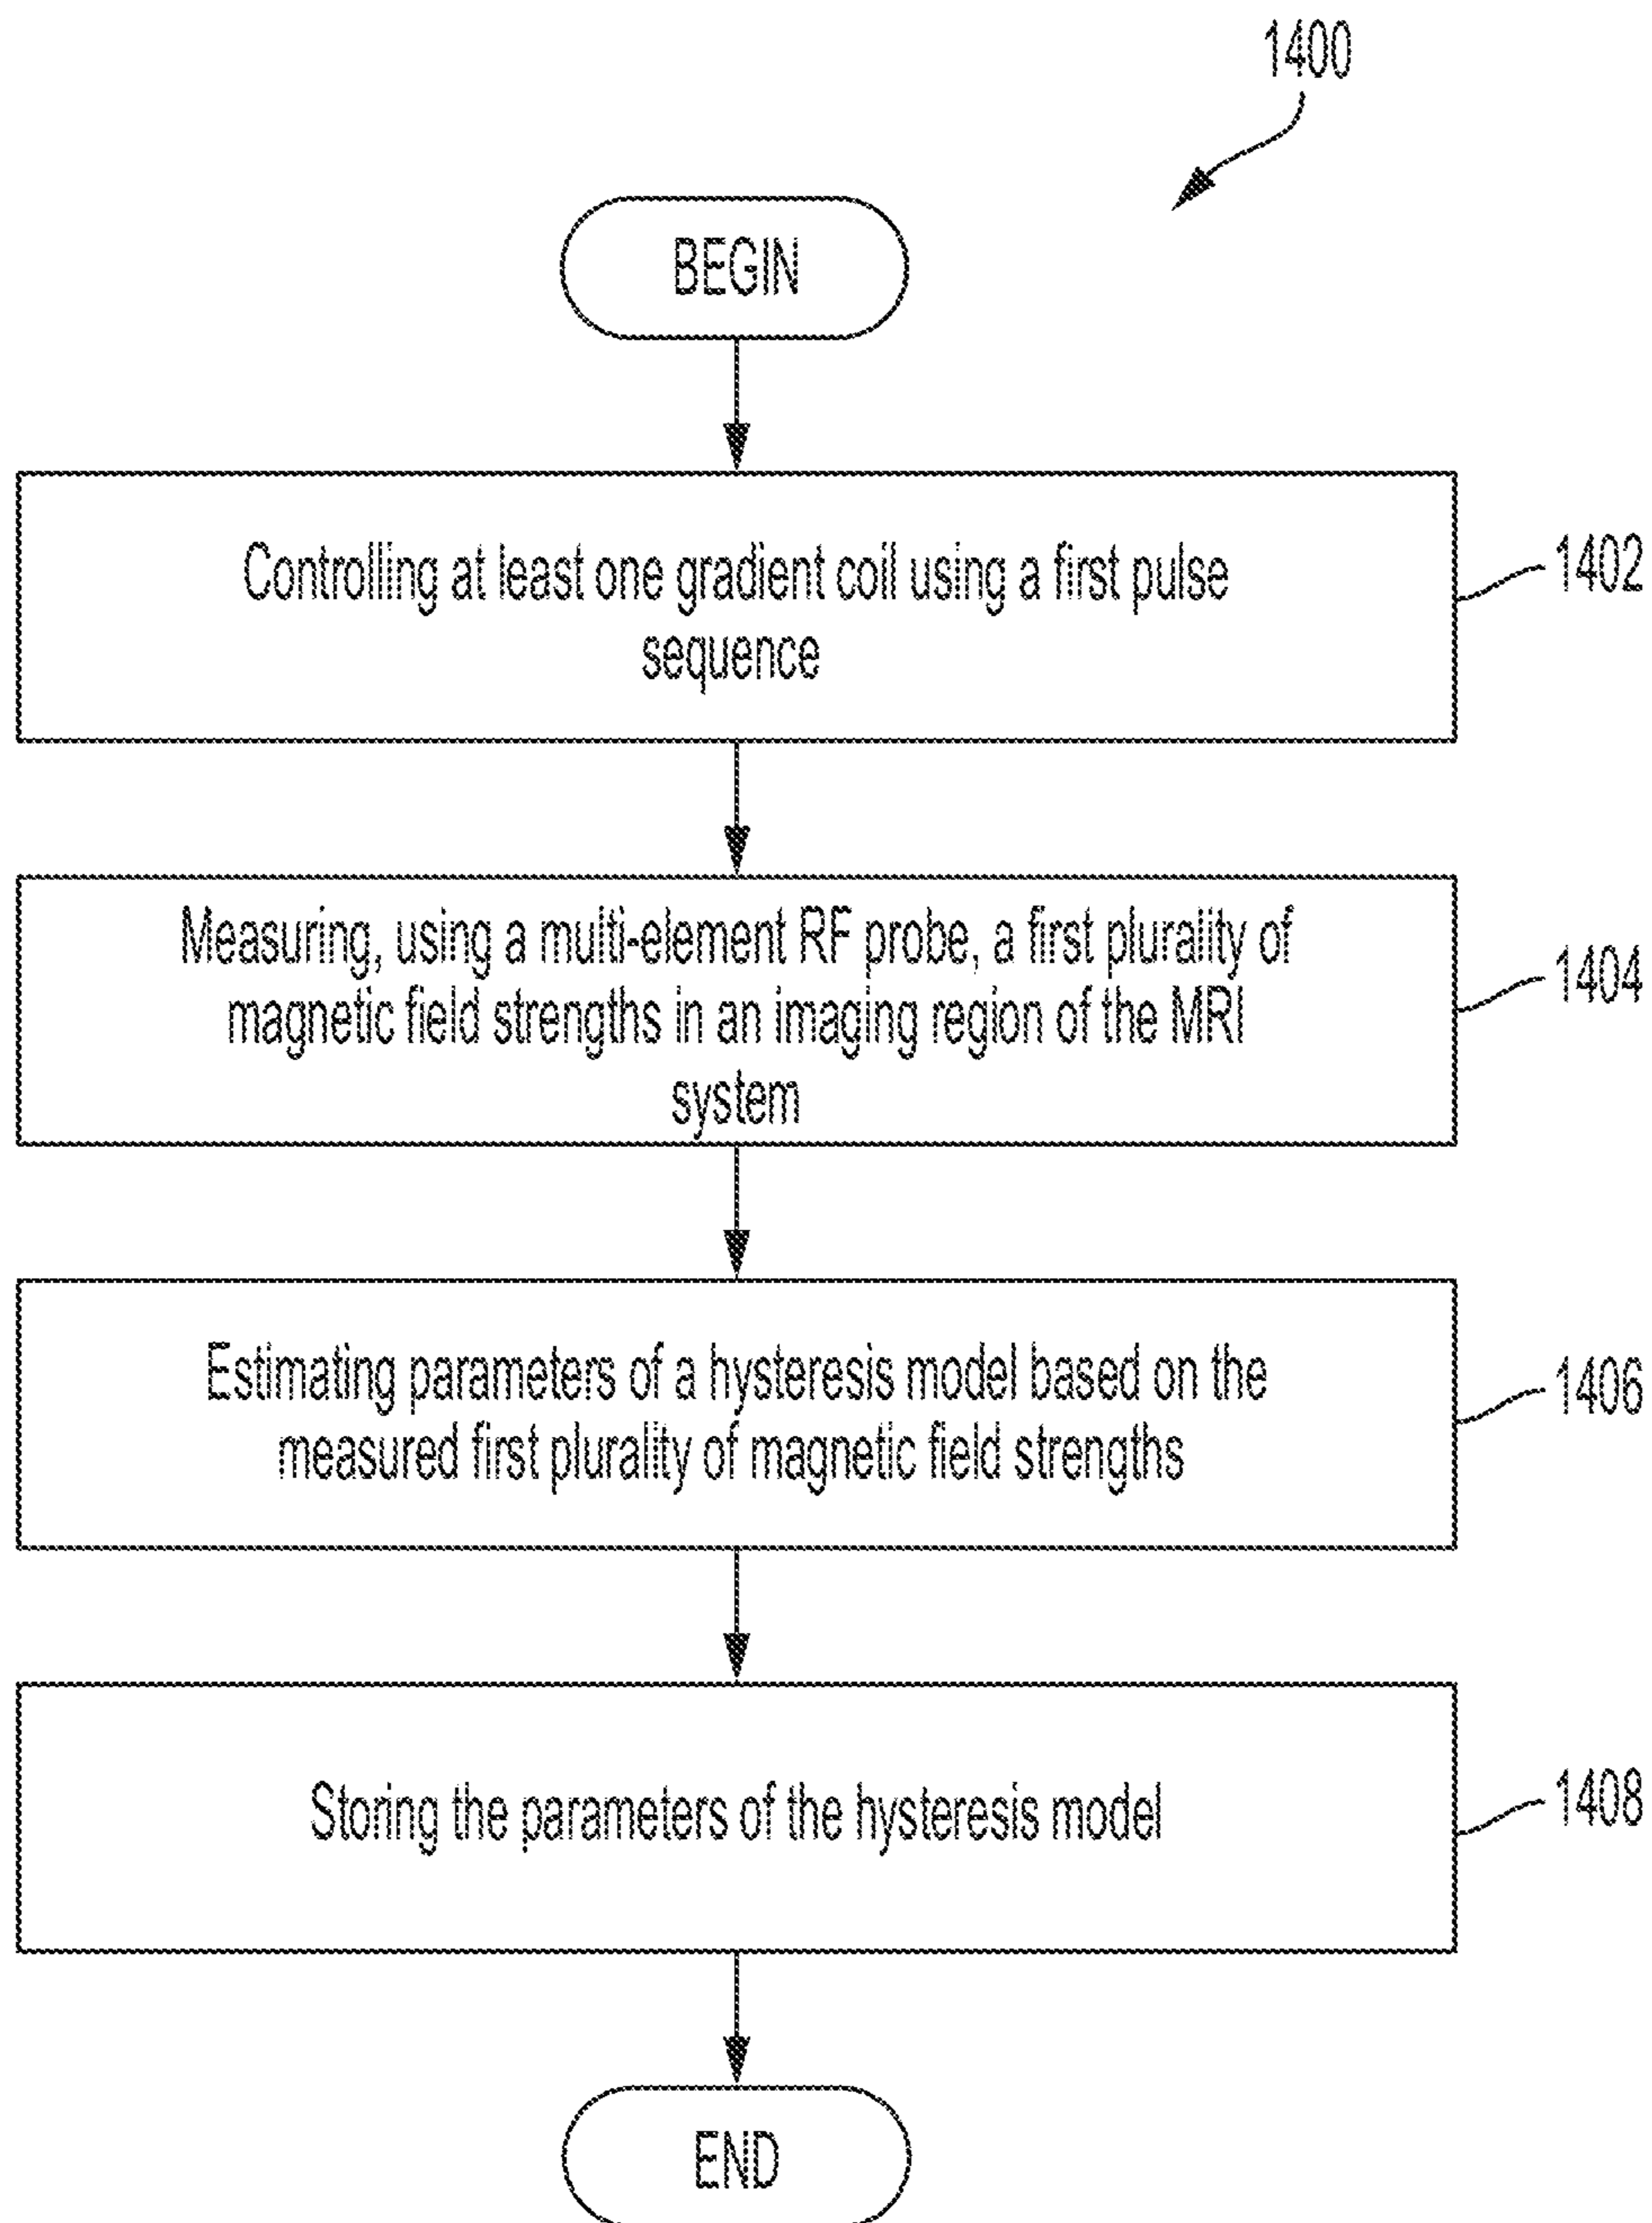 1400
BEGIN
Controlling at least one gradient coil using a first pulse
sequence
1402
Measuring, using a multi-element RF probe, a first plurality of
magnetic field strengths in an imaging region of the MRI
system
1404
Estimating parameters of a hysteresis model based on the
measured first plurality of magnetic field strengths
1406
Storing the parameters of the hysteresis model
1408
END